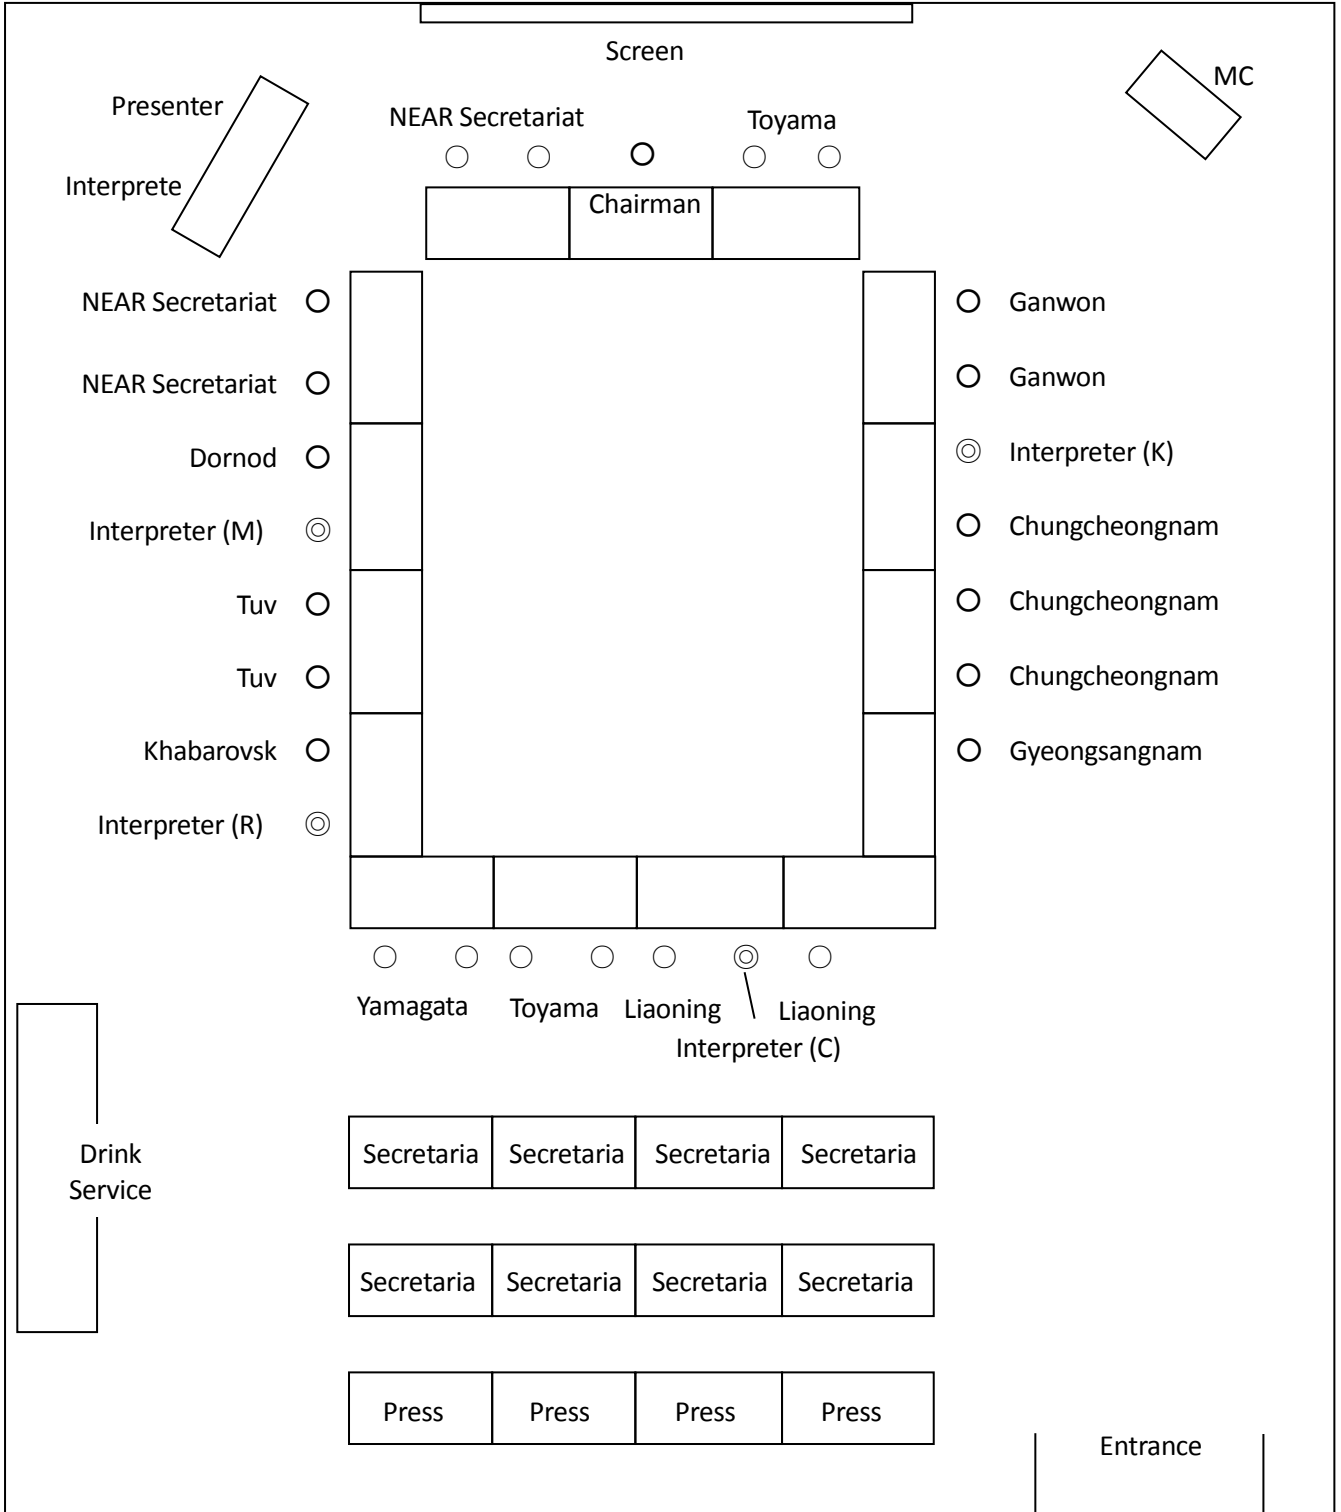 Screen
MC
Presenter
NEAR Secretariat
Toyama
Interprete
Chairman
NEAR Secretariat
Ganwon
NEAR Secretariat
Ganwon
Dornod
Interpreter (K)
Interpreter (M)
Chungcheongnam
Tuv
Chungcheongnam
Tuv
Chungcheongnam
Khabarovsk
Gyeongsangnam
Interpreter (R)
Yamagata
Toyama
Liaoning
Liaoning
Interpreter (C)
Drink
Service
Secretaria
Secretaria
Secretaria
Secretaria
Secretaria
Secretaria
Secretaria
Secretaria
Press
Press
Press
Press
Entrance